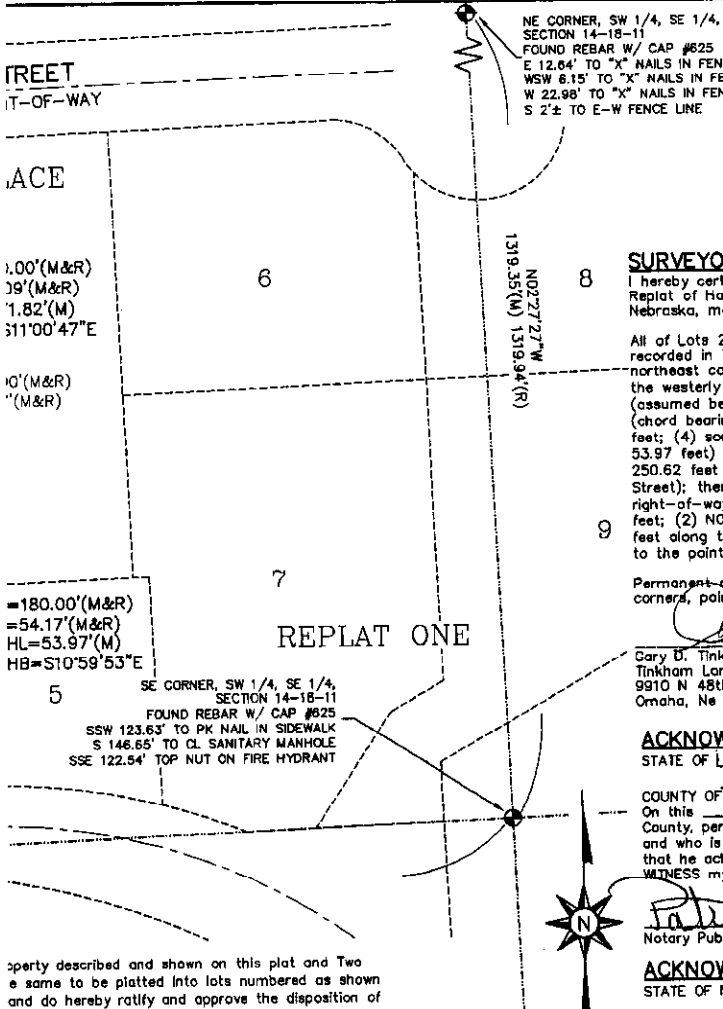 NE CORNER, SW 1/4, SE 1/4,
SECTION 14-18-11
FOUND REBAR W/ CAP #625
E 12.64' TO "X" NAILS IN FEN
WSW 6.15' TO "X" NAILS IN FE
W 22.98' TO "X" NAILS IN FEN
S 2'± TO E-W FENCE LINE
TREET
IT-OF-WAY
ACE
.00'(M&R)
09'(M&R)
1.82'(M)
S11°00'47"E
00'(M&R)
'(M&R)
6
8
N02°27'27"W
1319.35'(M) 1319.94'(R)
9
7
REPLAT ONE
=180.00'(M&R)
=54.17'(M&R)
HL=53.97'(M)
HB=S10°59'53"E
5
SE CORNER, SW 1/4, SE 1/4,
SECTION 14-18-11
FOUND REBAR W/ CAP #625
SSW 123.63' TO PK NAIL IN SIDEWALK
S 146.65' TO CL SANITARY MANHOLE
SSE 122.54' TOP NUT ON FIRE HYDRANT
N
SURVEYO
I hereby cert
Replat of Ha
Nebraska, m
All of Lots 2
recorded in
northeast co
the westerly
(assumed be
(chord bearin
feet; (4) sou
53.97 feet)
250.62 feet
Street); then
right-of-way
feet; (2) NO
feet along t
to the point
Permanent
corners, poi
Gary D. Tink
Tinkham Lan
9910 N 48th
Omaha, Ne
ACKNOW
STATE OF
COUNTY OF
On this
County, per
and who is
that he act
WITNESS my
Notary Pub
ACKNOW
STATE OF
operty described and shown on this plat and Two
e same to be platted into lots numbered as shown
and do hereby ratify and approve the disposition of